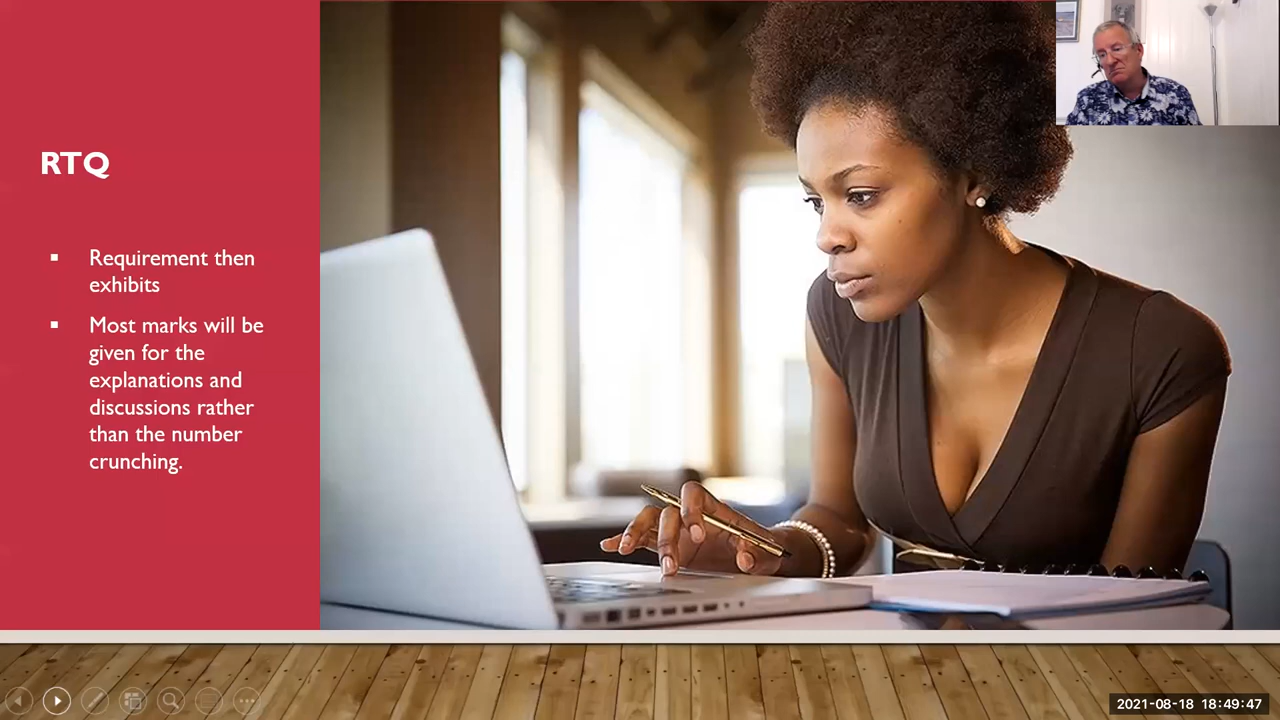 RTQ
Requirement then
exhibits
Most marks will be
given for the
explanations and
discussions rather
than the number
crunching.
2021-08-18 18:49:47